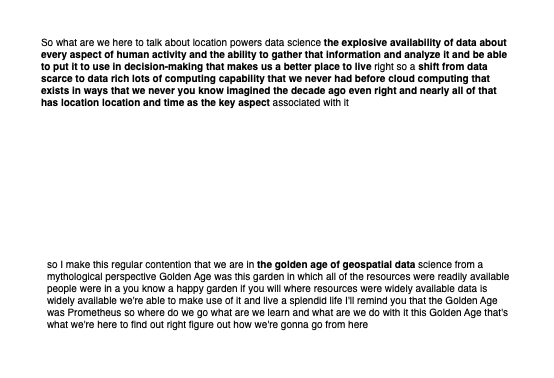 So what are we here to talk about location powers data science the explosive availability of data about
every aspect of human activity and the ability to gather that information and analyze it and be able
to put it to use in decision-making that makes us a better place to live right so a shift from data
scarce to data rich lots of computing capability that we never had before cloud computing that
exists in ways that we never you know imagined the decade ago even right and nearly all of that
has location location and time as the key aspect associated with it
so I make this regular contention that we are in the golden age of geospatial data science from a
mythological perspective Golden Age was this garden in which all of the resources were readily available
people were in a you know a happy garden if you will where resources were widely available data is
widely available we're able to make use of it and live a splendid life I'll remind you that the Golden Age
was Prometheus so where do we go what are we learn and what are we do with it this Golden Age that's
what we're here to find out right figure out how we're gonna go from here